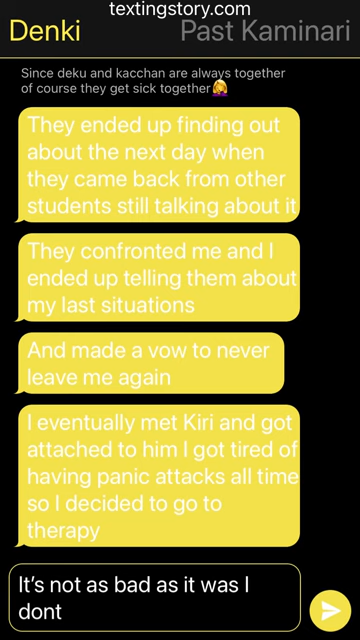 textingstory.com
Denki Past Kaminari
Since deku and kacchan are always together
of course they get sick together🤦‍♀️
They ended up finding out
about the next day when
they came back from other
students still talking about it
They confronted me and I
ended up telling them about
my last situations
And made a vow to never
leave me again
I eventually met Kiri and got
attached to him I got tired of
having panic attacks all time
so I decided to go to
therapy
It’s not as bad as it was I
dont